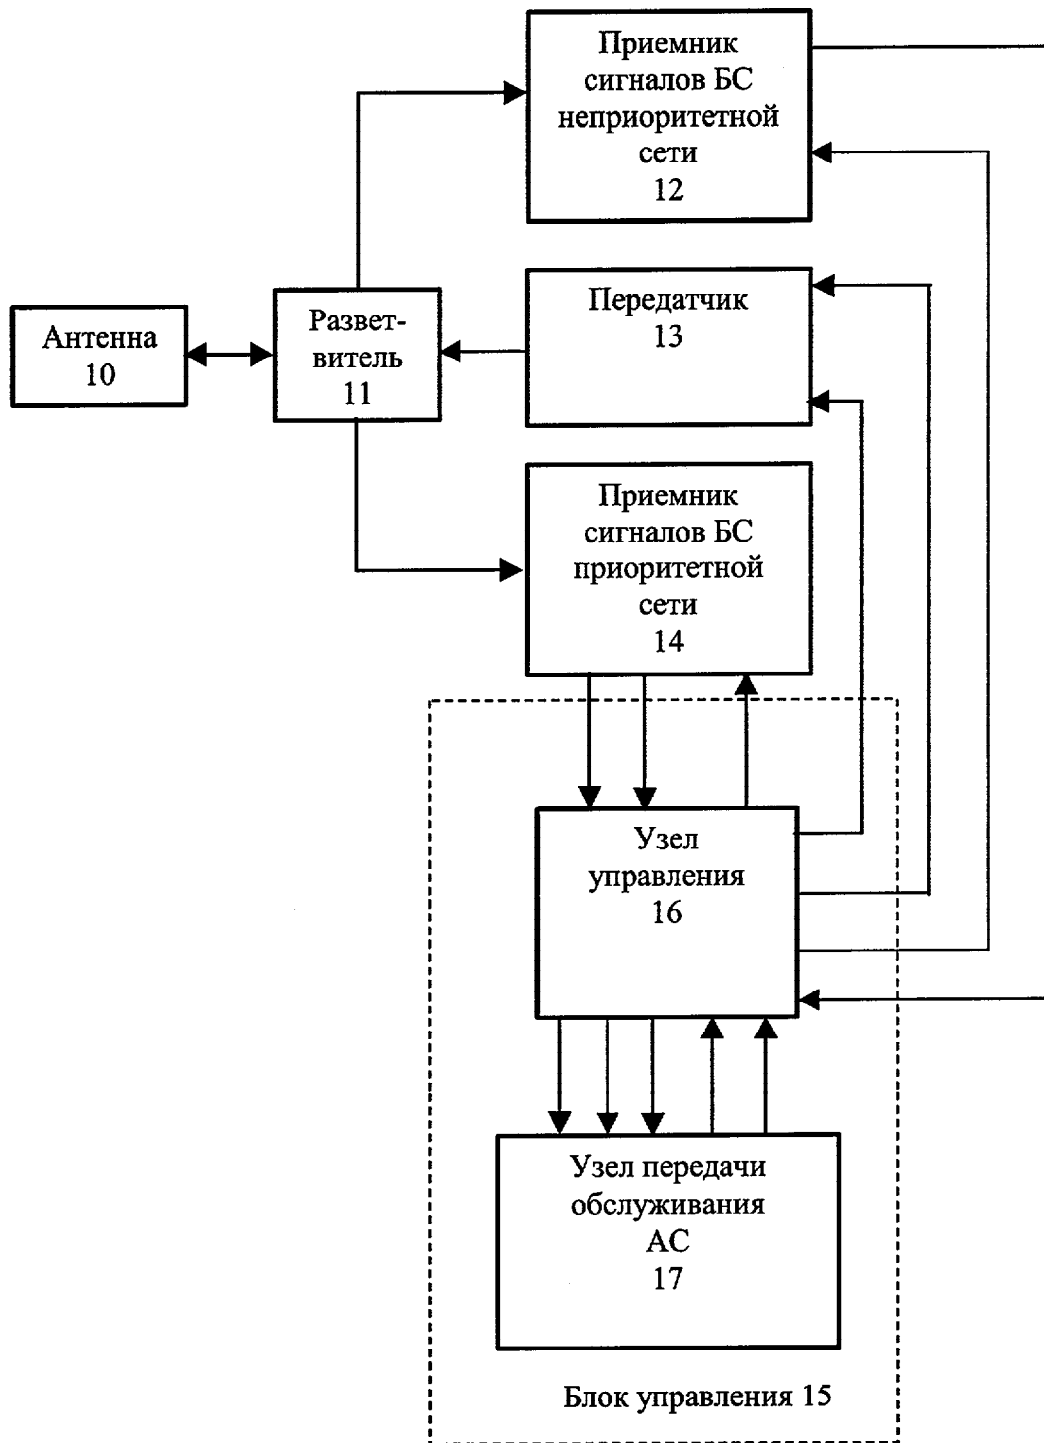 Приемник
сигналов БС
неприоритетной
сети
12
Передатчик
13
Антенна
10
Развет-
витель
11
Приемник
сигналов БС
приоритетной
сети
14
Узел
управления
16
Узел передачи
обслуживания
АС
17
Блок управления 15